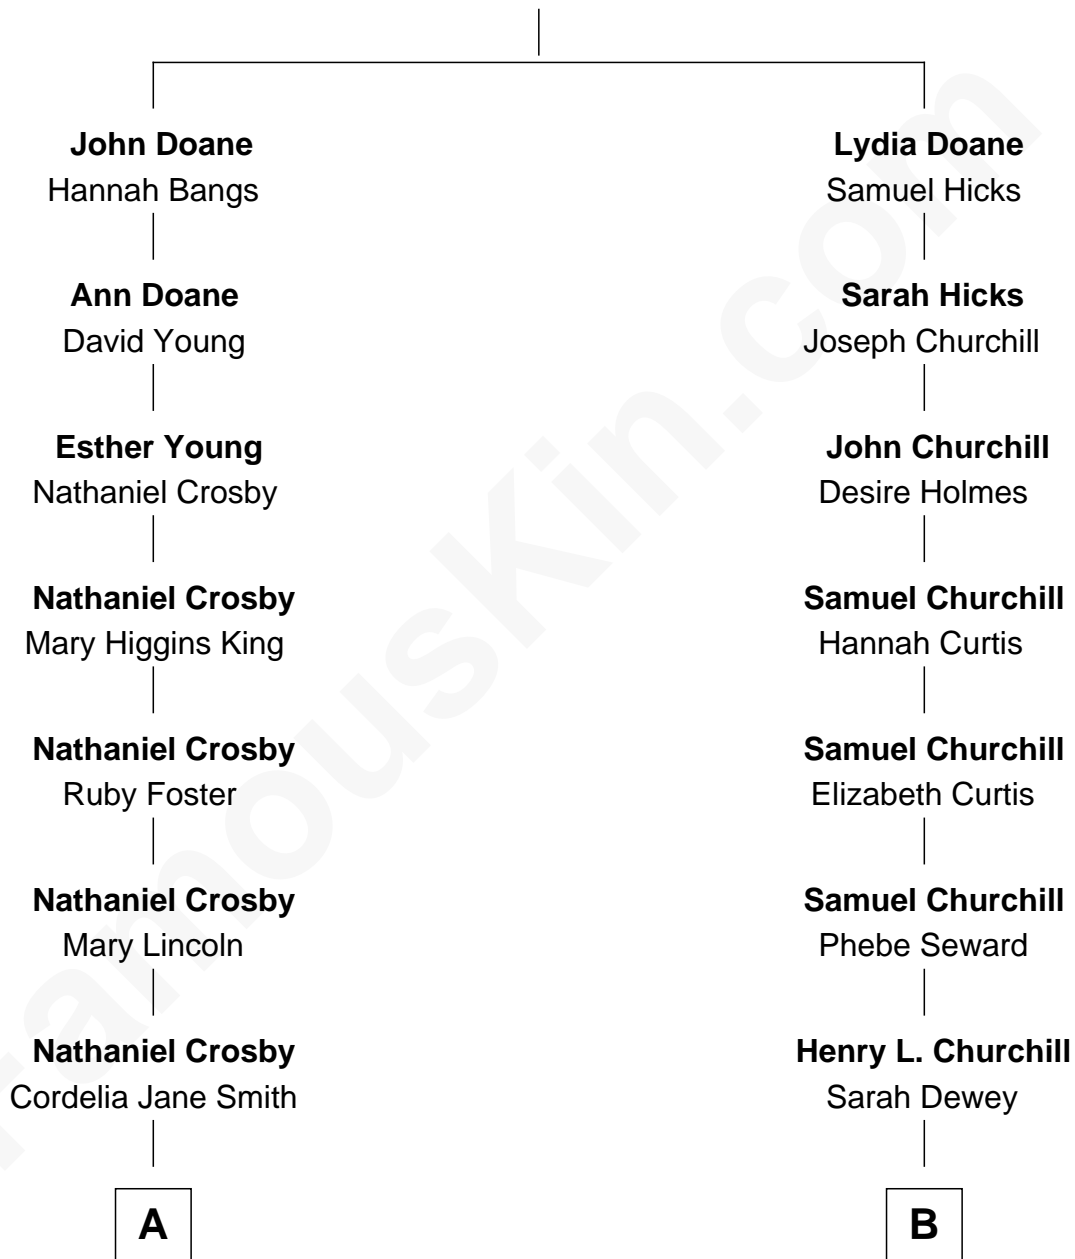 John Doane
Hannah Bangs
Ann Doane
David Young
Esther Young
Nathaniel Crosby
Nathaniel Crosby
Mary Higgins King
Nathaniel Crosby
Ruby Foster
Nathaniel Crosby
Mary Lincoln
Nathaniel Crosby
Cordelia Jane Smith
A
Lydia Doane
Samuel Hicks
Sarah Hicks
Joseph Churchill
John Churchill
Desire Holmes
Samuel Churchill
Hannah Curtis
Samuel Churchill
Elizabeth Curtis
Samuel Churchill
Phebe Seward
Henry L. Churchill
Sarah Dewey
B
FamousKin.com